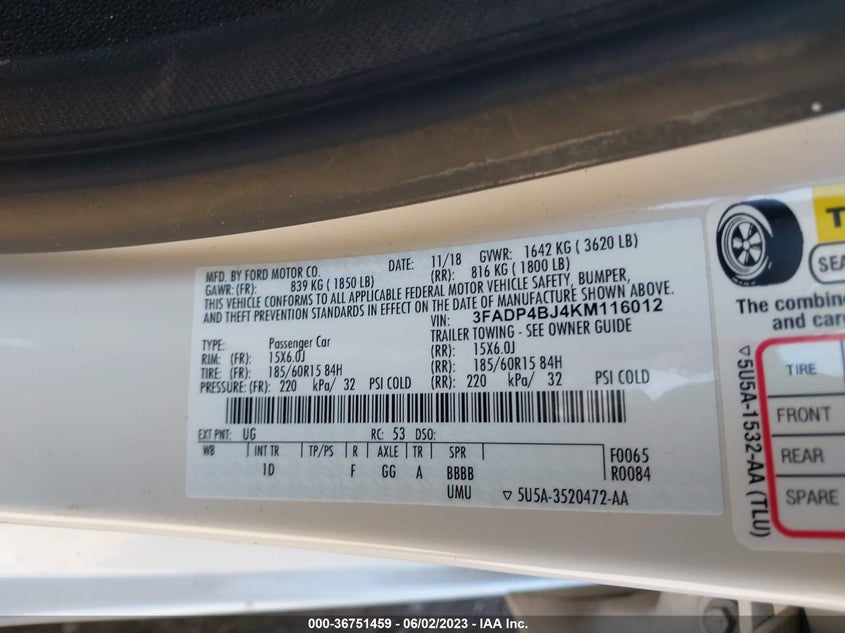 MFD. BY FORD MOTOR CO. DATE: 11/18 GVWR: 1642 KG ( 3620 LB)
GAWR: (FR): 839 KG ( 1850 LB) (RR): 816 KG ( 1800 LB)
THIS VEHICLE CONFORMS TO ALL APPLICABLE FEDERAL MOTOR VEHICLE SAFETY, BUMPER,
AND THEFT PREVENTION STANDARDS IN EFFECT ON THE DATE OF MANUFACTURE SHOWN ABOVE.
VIN: 3FADP4BJ4KM116012
TYPE: Passenger Car TRAILER TOWING - SEE OWNER GUIDE
RIM: (FR): 15X6.0J (RR): 15X6.0J
TIRE: (FR): 185/60R15 84H (RR): 185/60R15 84H
PRESSURE: (FR): 220 kPa/ 32 PSI COLD (RR): 220 kPa/ 32 PSI COLD
EXT PNT: UG RC: 53 DSO:
WB INT TR TP/PS R AXLE TR SPR F0065
1D F GG A BBBB R0084
UMU ▽ 5U5A-3520472-AA
T
SEA
The combin
and car
TIRE
FRONT
REAR
SPARE
▽5U5A-1532-AA (TLU)
000-36751459 - 06/02/2023 - © IAA Inc.